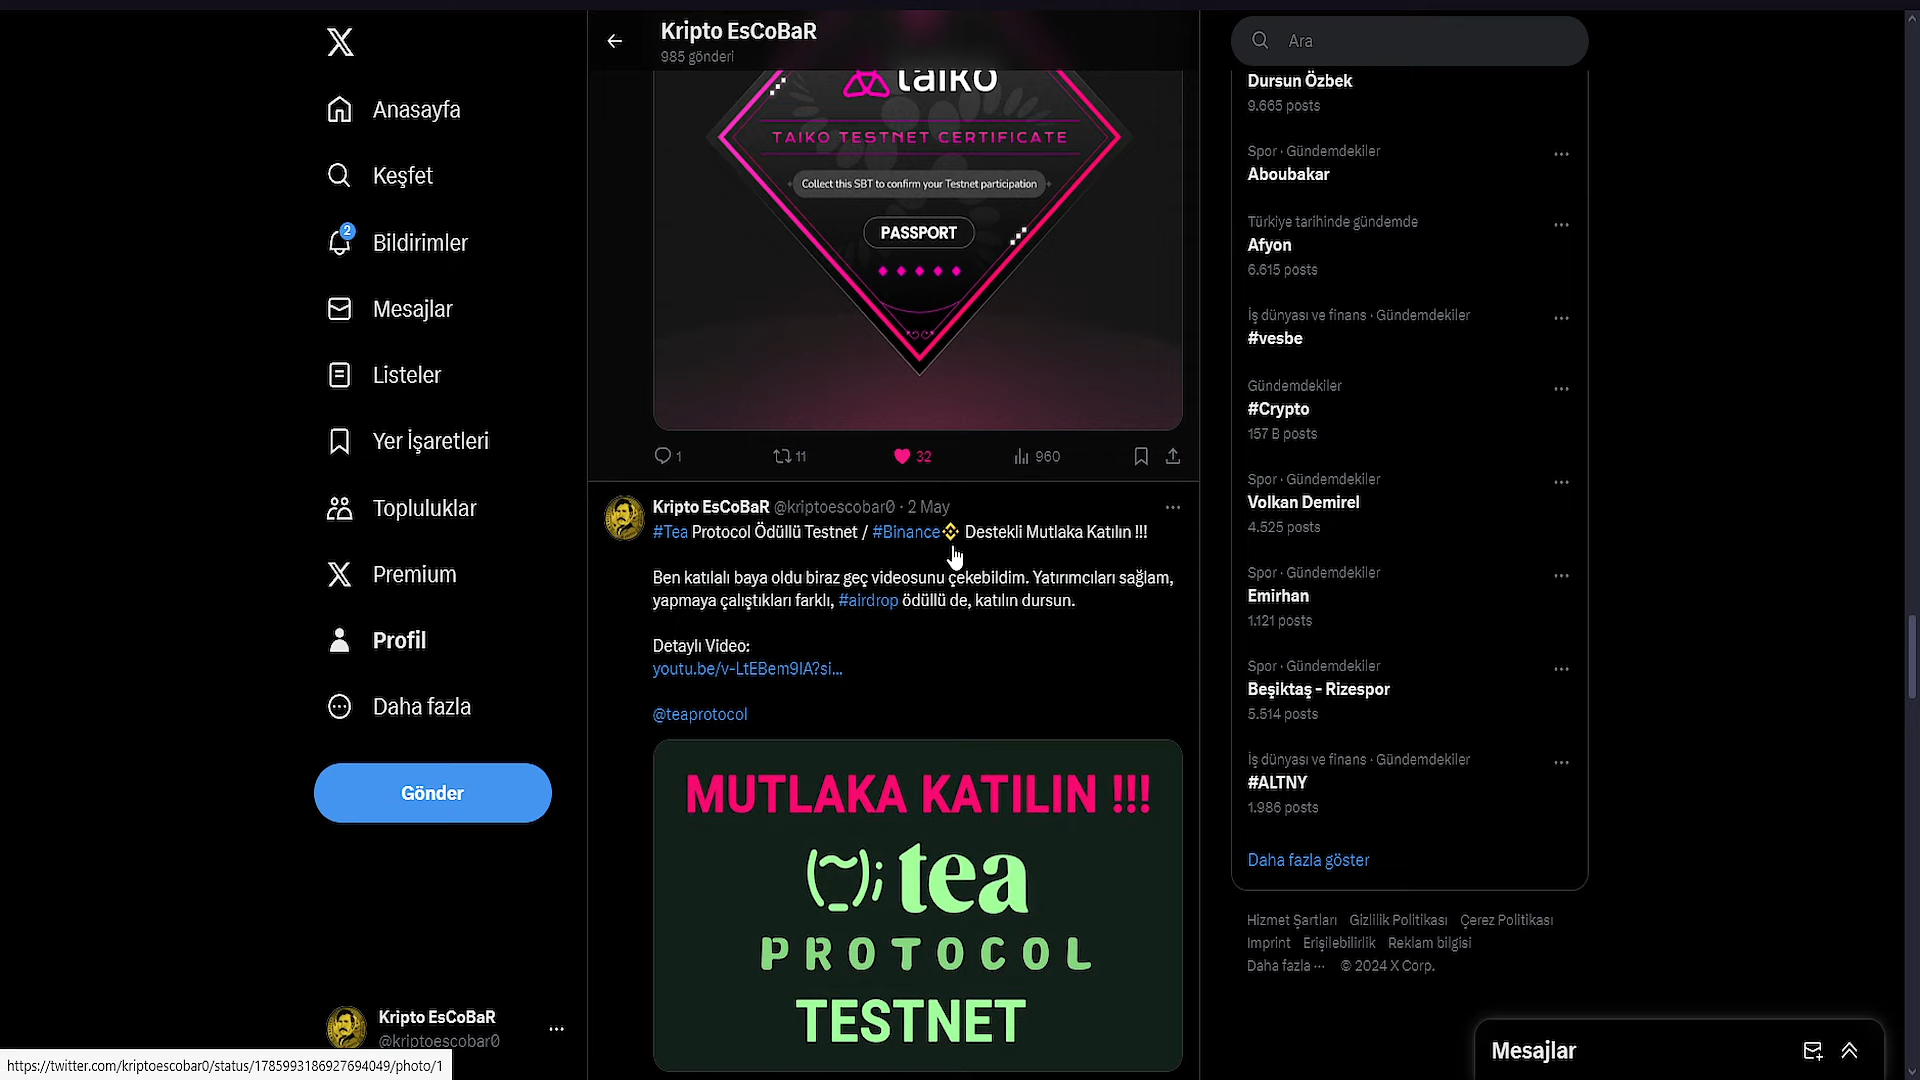 Anasayfa
Keşfet
2
Bildirimler
Mesajlar
Listeler
Yer İşaretleri
Topluluklar
Premium
Profil
Daha fazla
Gönder
Kripto EsCoBaR
@kriptoescobar0
https://twitter.com/kriptoescobar0/status/1785993186927694049/photo/1
Kripto EsCoBaR
985 gönderi
taiko
TAIKO TESTNET CERTIFICATE
Collect this SBT to confirm your Testnet participation
PASSPORT
1 11 32 960
Kripto EsCoBaR @kriptoescobar0 · 2 May
#Tea Protocol Ödüllü Testnet / #Binance Destekli Mutlaka Katılın !!!
Ben katılalı baya oldu biraz geç videosunu çekebildim. Yatırımcıları sağlam,
yapmaya çalıştıkları farklı, #airdrop ödüllü de, katılın dursun.
Detaylı Video:
youtu.be/v-LtEBem9IA?si…
@teaprotocol
MUTLAKA KATILIN !!!
tea
PROTOCOL
TESTNET
Ara
Dursun Özbek
9.665 posts
Spor · Gündemdekiler
Aboubakar
Türkiye tarihinde gündemde
Afyon
6.615 posts
İş dünyası ve finans · Gündemdekiler
#vesbe
Gündemdekiler
#Crypto
157 B posts
Spor · Gündemdekiler
Volkan Demirel
4.525 posts
Spor · Gündemdekiler
Emirhan
1.121 posts
Spor · Gündemdekiler
Beşiktaş - Rizespor
5.514 posts
İş dünyası ve finans · Gündemdekiler
#ALTNY
1.986 posts
Daha fazla göster
Hizmet Şartları Gizlilik Politikası Çerez Politikası
Imprint Erişilebilirlik Reklam bilgisi
Daha fazla ··· © 2024 X Corp.
Mesajlar